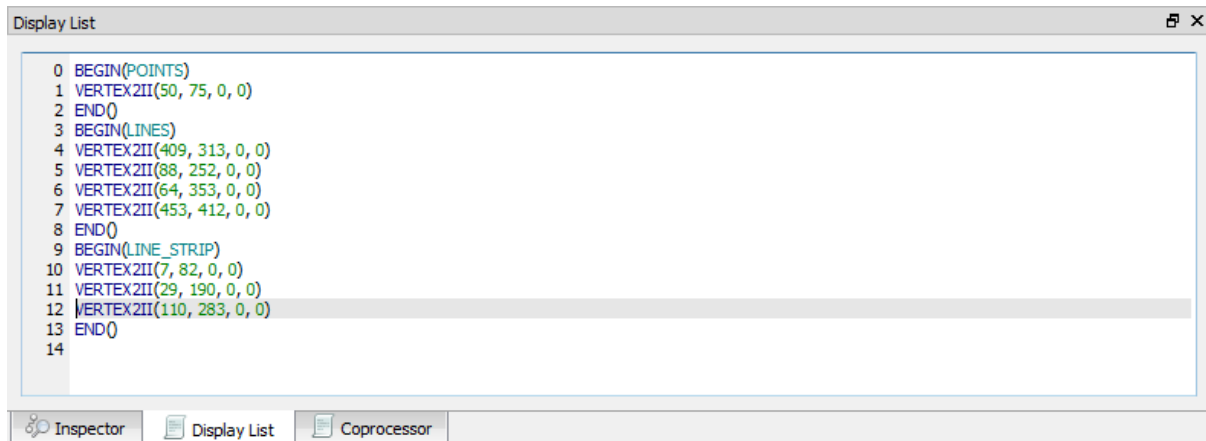 Display List
0 BEGIN(POINTS)
1 VERTEX2II(50, 75, 0, 0)
2 END()
3 BEGIN(LINES)
4 VERTEX2II(409, 313, 0, 0)
5 VERTEX2II(88, 252, 0, 0)
6 VERTEX2II(64, 353, 0, 0)
7 VERTEX2II(453, 412, 0, 0)
8 END()
9 BEGIN(LINE_STRIP)
10 VERTEX2II(7, 82, 0, 0)
11 VERTEX2II(29, 190, 0, 0)
12 VERTEX2II(110, 283, 0, 0)
13 END()
14
Inspector Display List Coprocessor